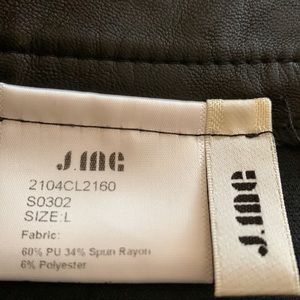 J.ING
2104CL2160
S0302
SIZE:L
Fabric:
60% PU 34% Spun Rayon
6% Polyester
J.ING